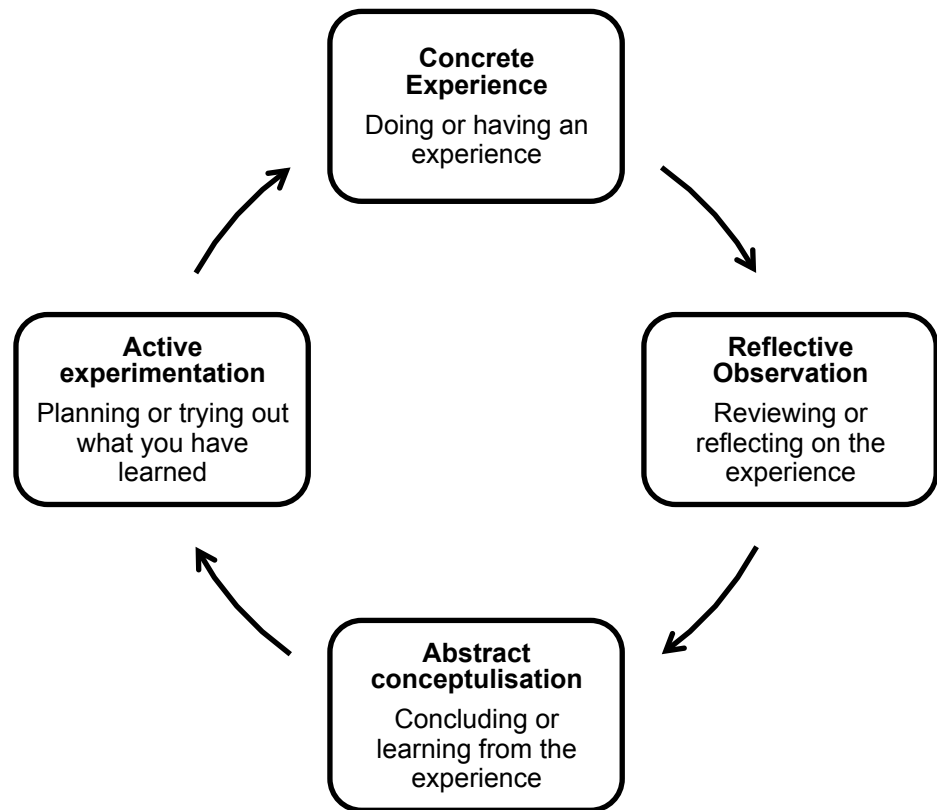 Concrete
Experience
Doing or having an
experience
Reflective
Observation
Reviewing or
reflecting on the
experience
Abstract
conceptulisation
Concluding or
learning from the
experience
Active
experimentation
Planning or trying out
what you have
learned